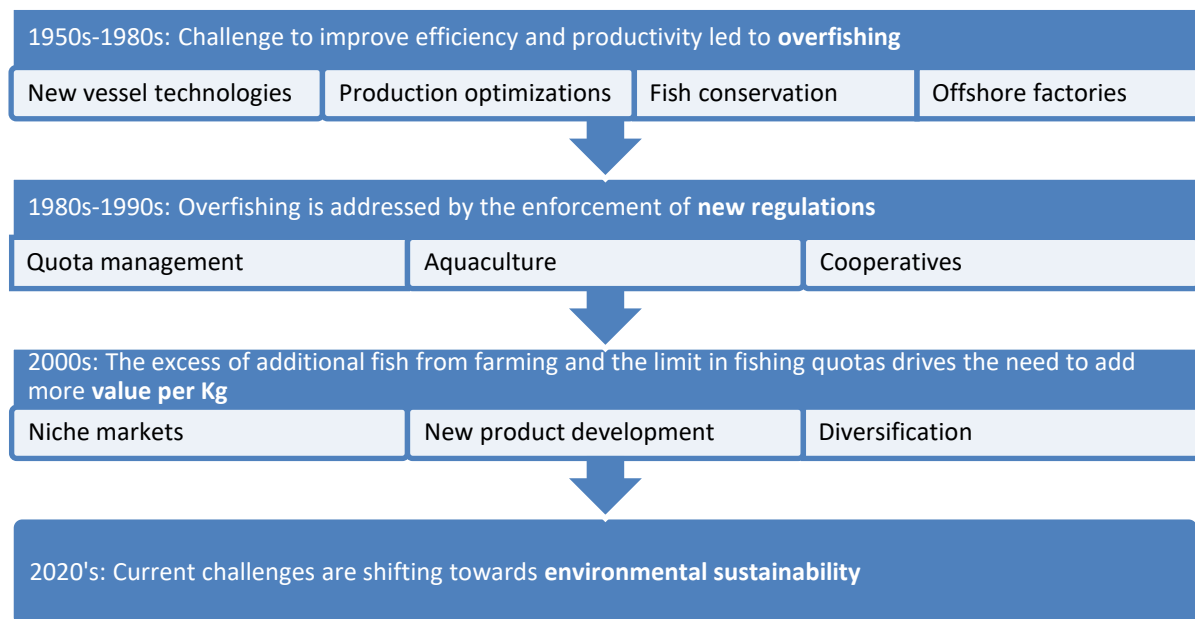 1950s-1980s: Challenge to improve efficiency and productivity led to overfishing
New vessel technologies
Production optimizations
Fish conservation
Offshore factories
1980s-1990s: Overfishing is addressed by the enforcement of new regulations
Quota management
Aquaculture
Cooperatives
2000s: The excess of additional fish from farming and the limit in fishing quotas drives the need to add
more value per Kg
Niche markets
New product development
Diversification
2020's: Current challenges are shifting towards environmental sustainability